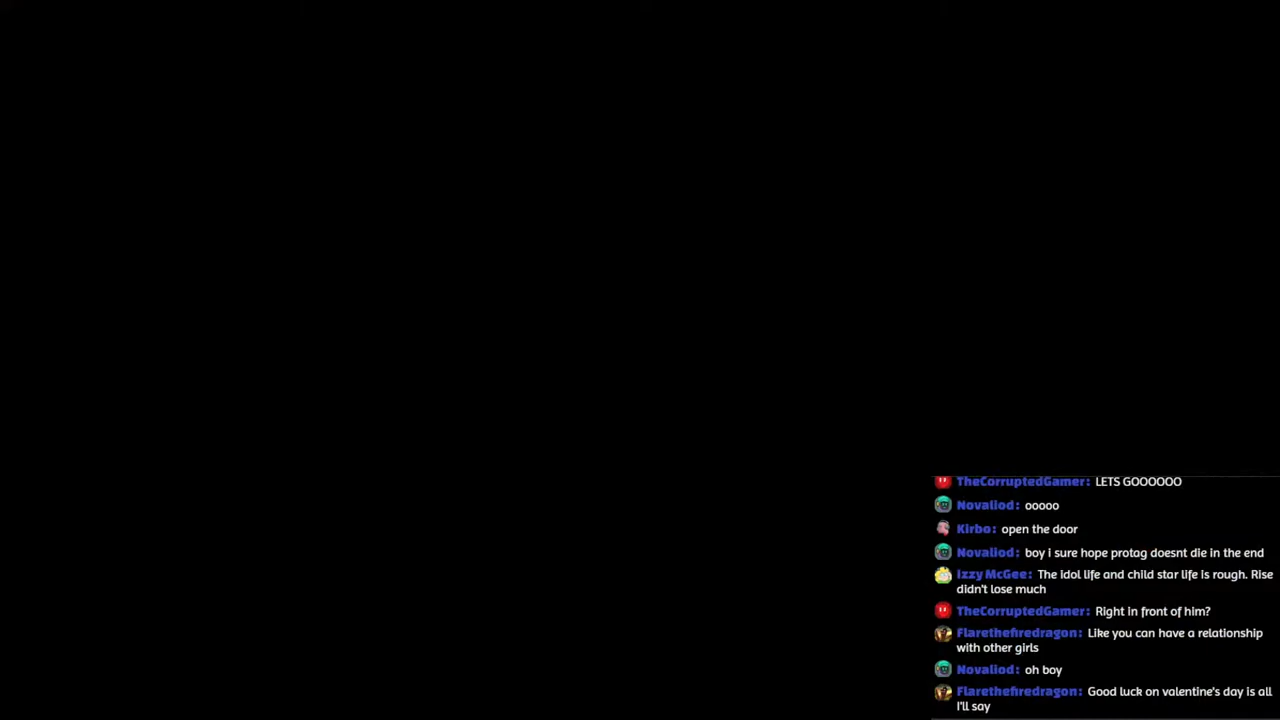 TheCorruptedGamer: LETS GOOOOOO
Novaliod: ooooo
Kirbo: open the door
Novaliod: boy i sure hope protag doesnt die in the end
Izzy McGee: The idol life and child star life is rough. Rise
didn't lose much
TheCorruptedGamer: Right in front of him?
Flarethefiredragon: Like you can have a relationship
with other girls
Novaliod: oh boy
Flarethefiredragon: Good luck on valentine's day is all
I'll say